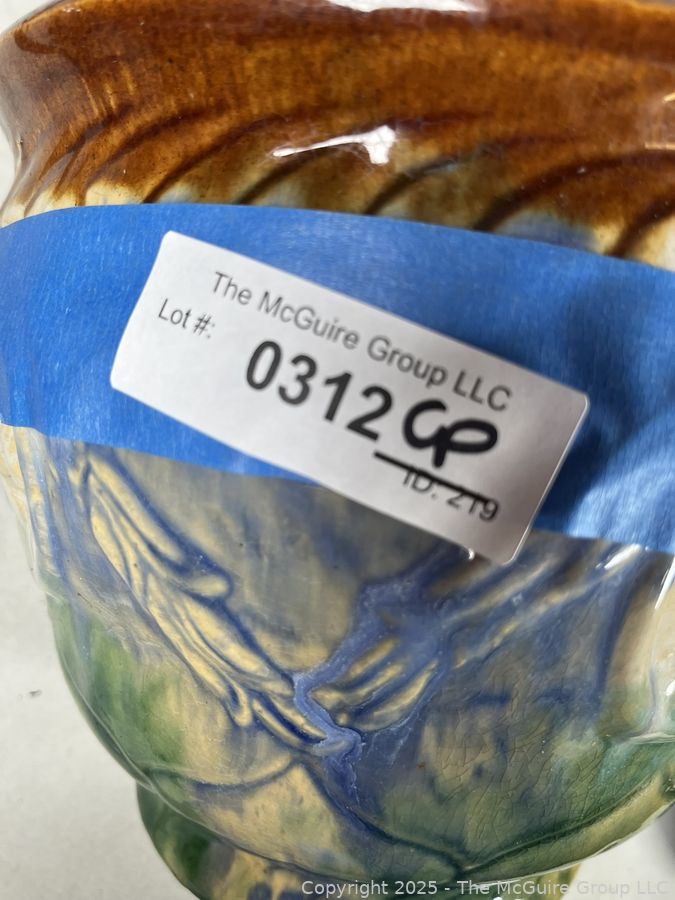 The McGuire Group LLC
Lot #:
0312 CP
ID: 219
Copyright 2025 - The McGuire Group LLC